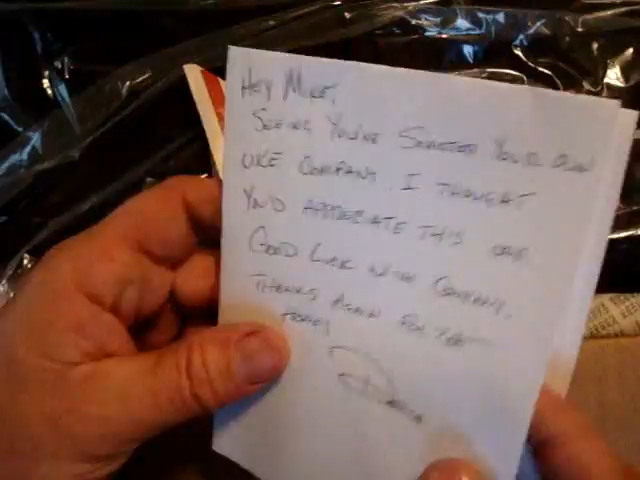 Hey Mike,
Seeing You've Started Your own
uke Company, I thought
you'd appreciate this one.
Good Luck with Company.
Thanks Again for the